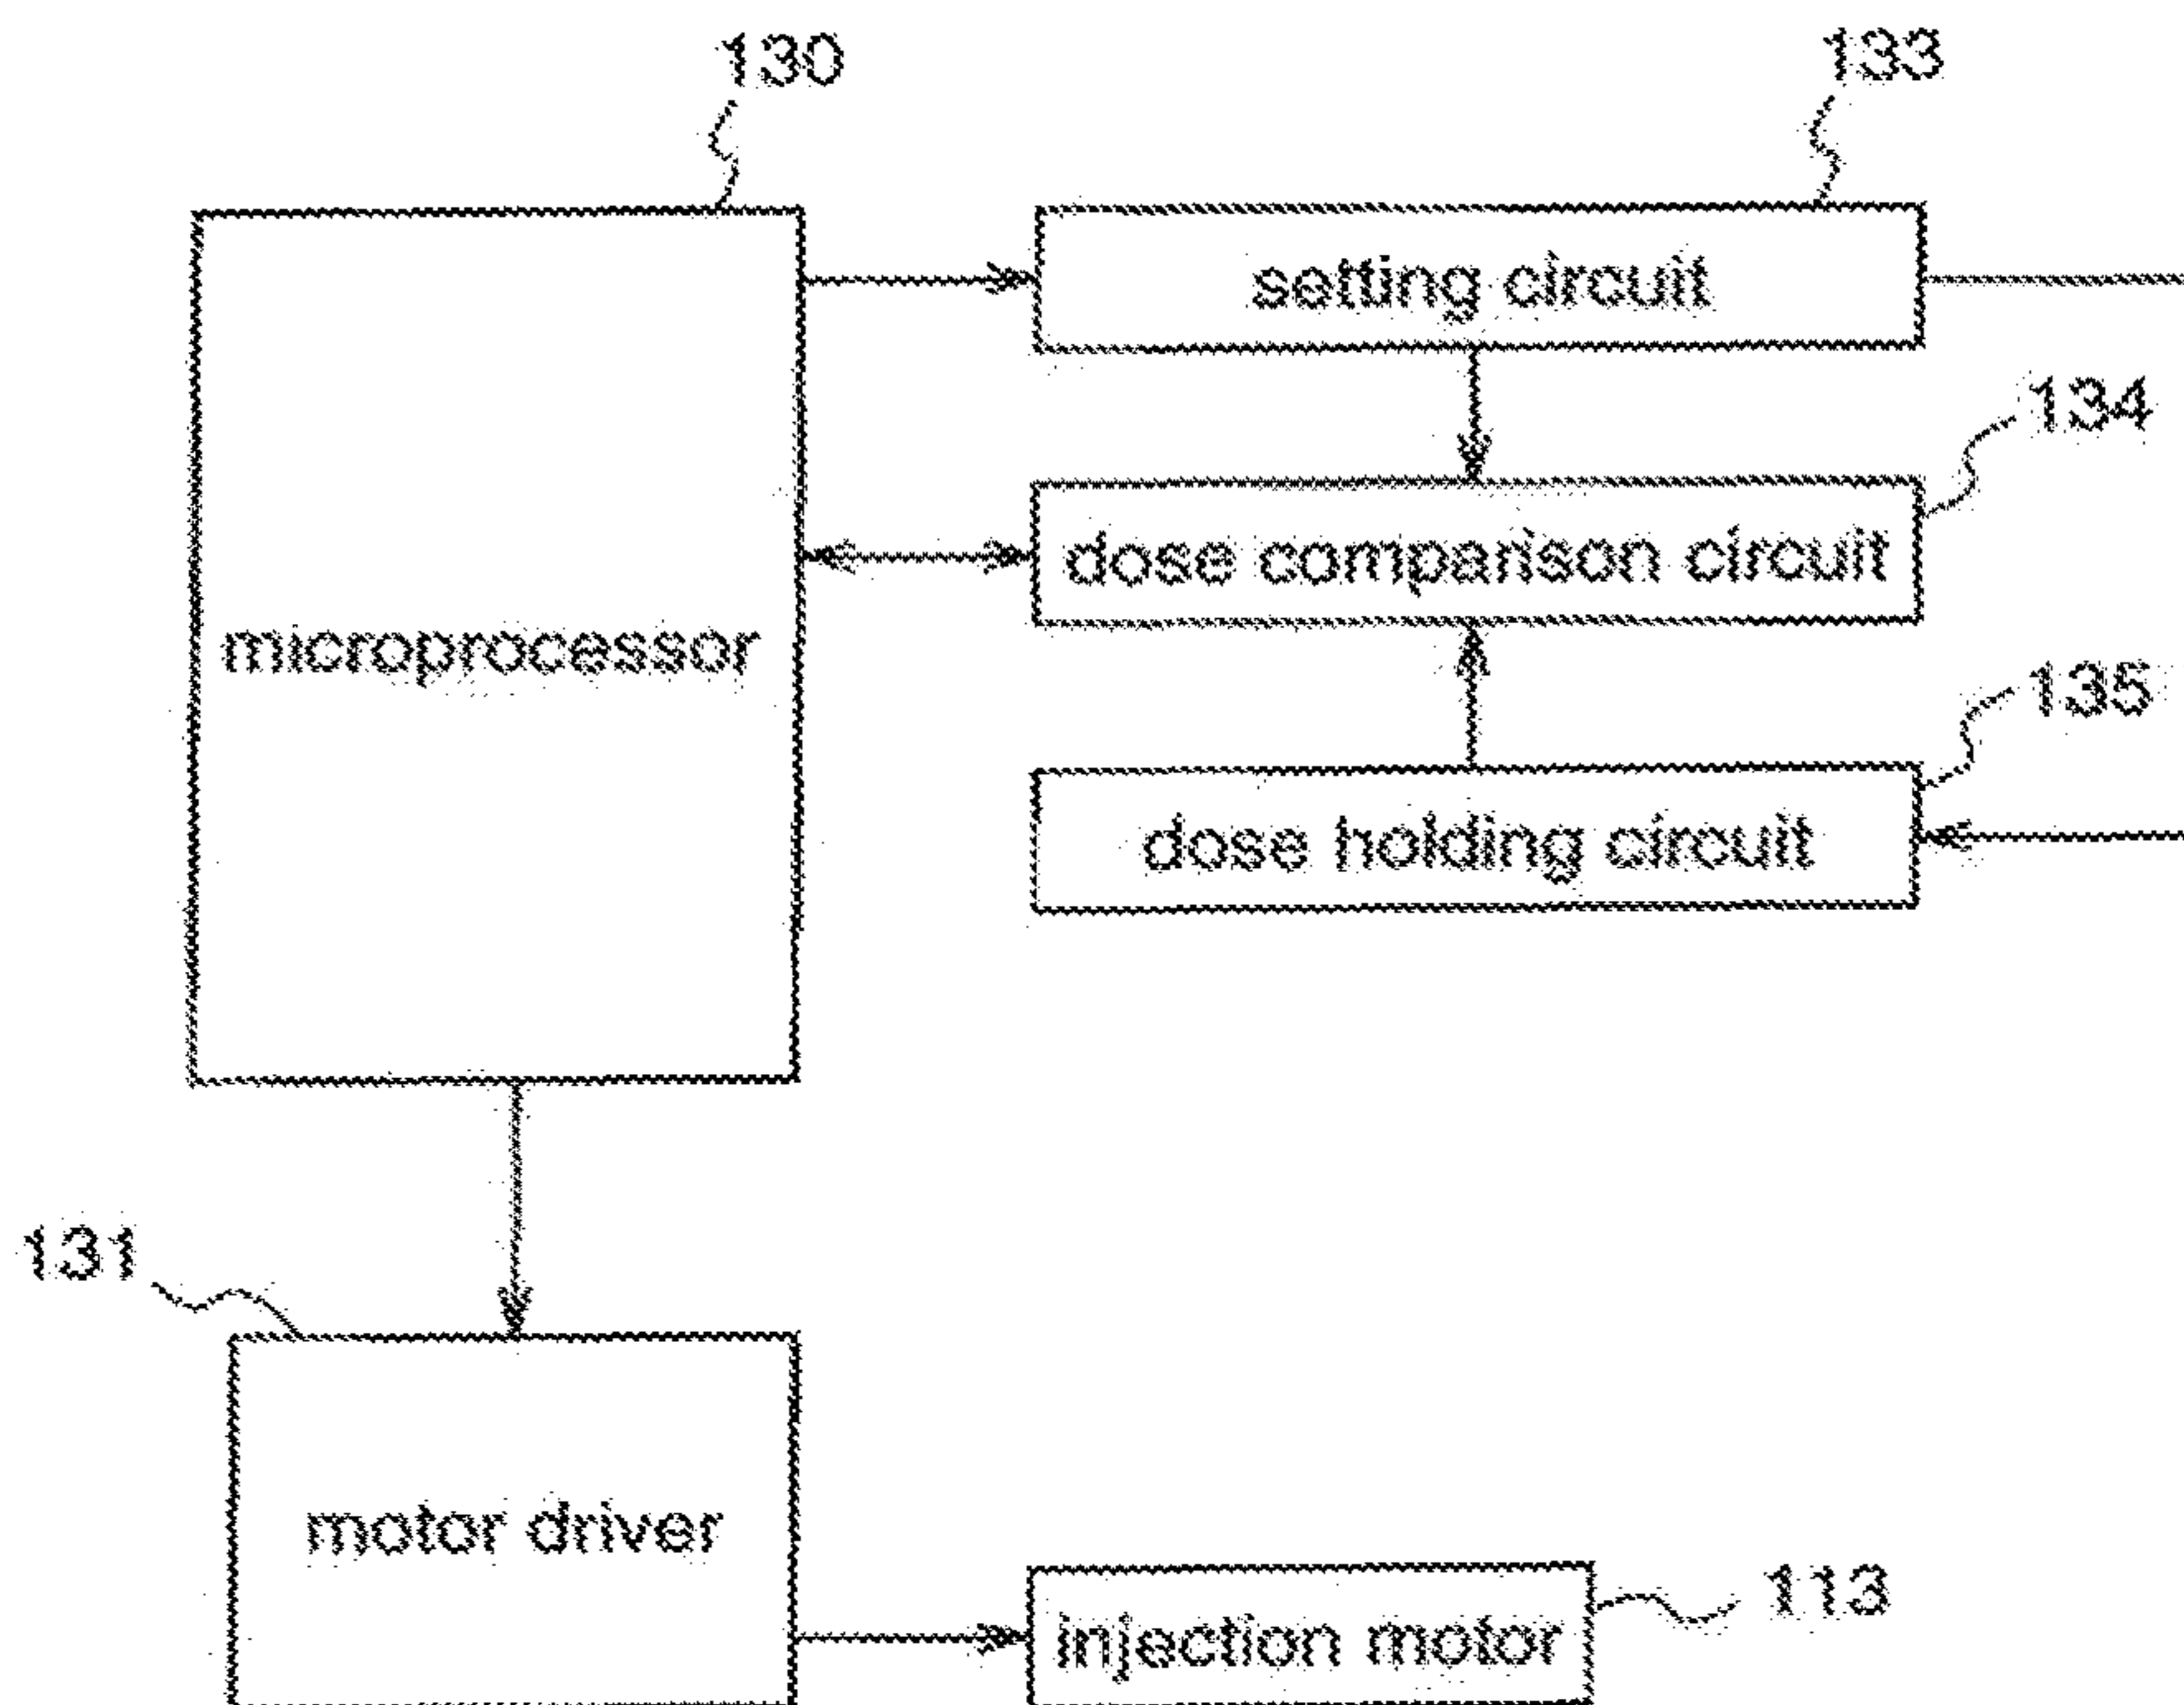 130
133
setting circuit
134
dose comparison circuit
microprocessor
135
dose holding circuit
131
motor driver
113
injection motor